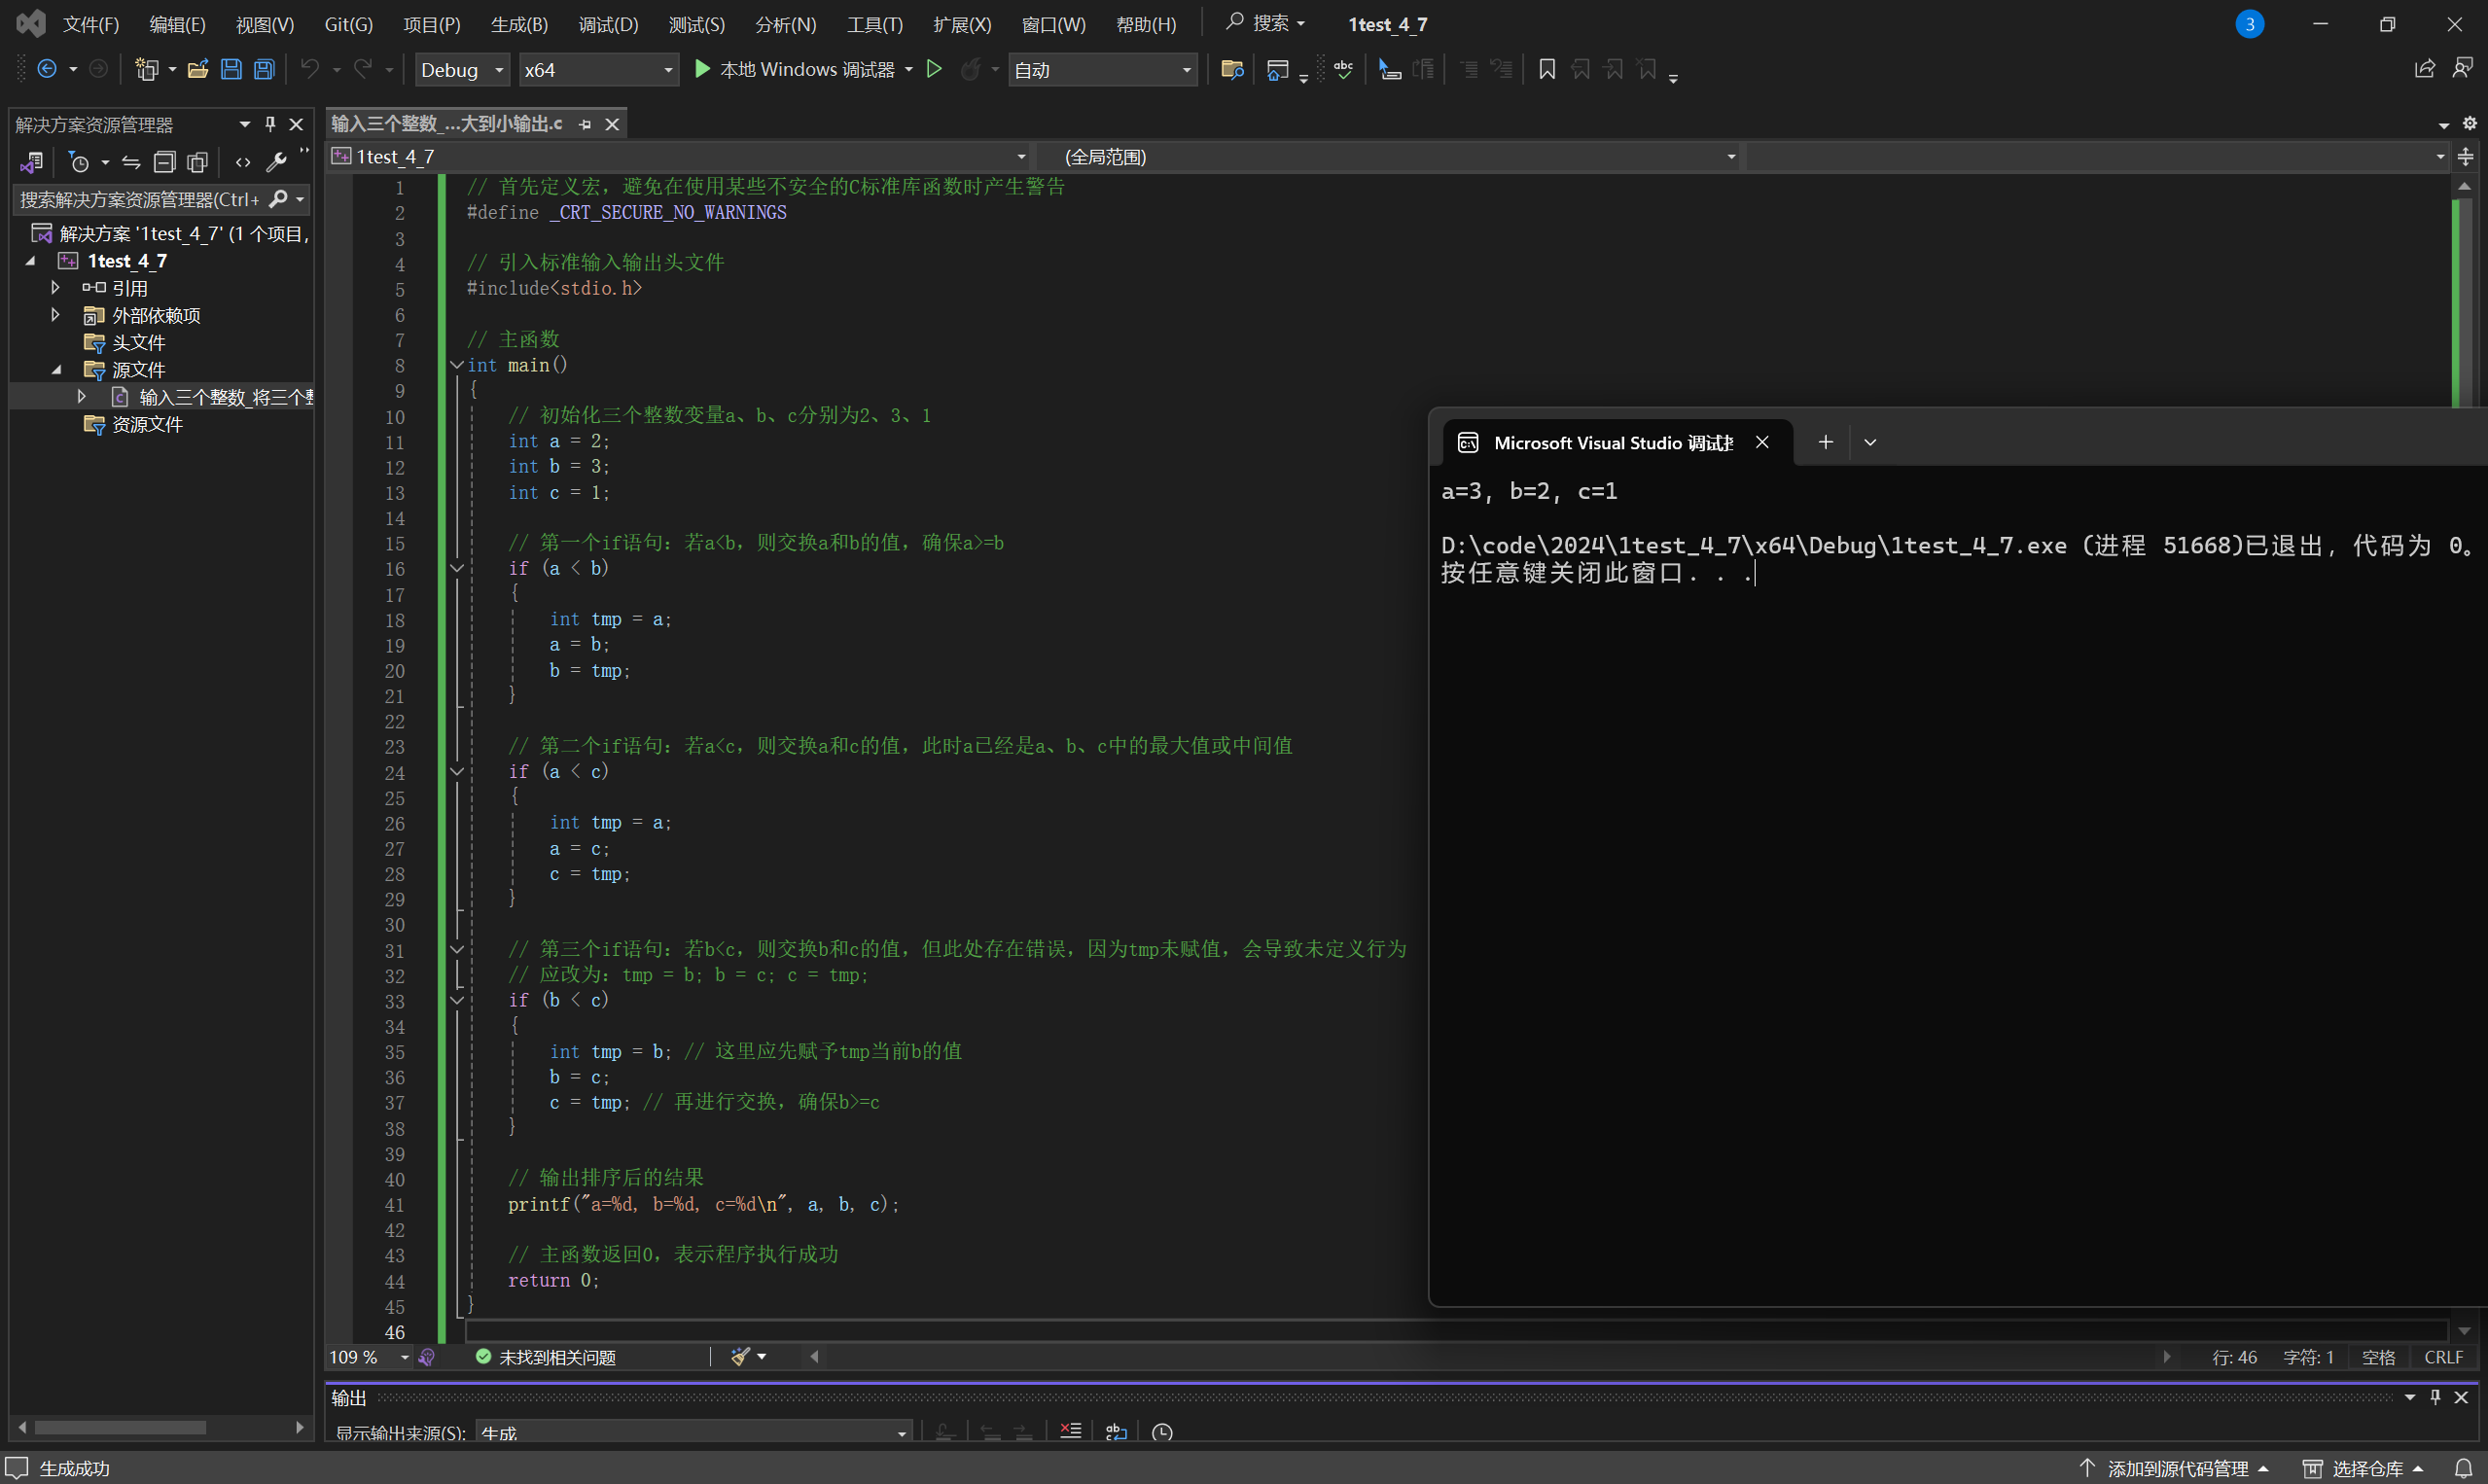 文件(F) 编辑(E) 视图(V) Git(G) 项目(P) 生成(B) 调试(D) 测试(S) 分析(N) 工具(T) 扩展(X) 窗口(W) 帮助(H) 搜索 1test_4_7 3
Debug x64 本地 Windows 调试器 自动
解决方案资源管理器
搜索解决方案资源管理器(Ctrl+
解决方案 '1test_4_7' (1 个项目,
1test_4_7
引用
外部依赖项
头文件
源文件
输入三个整数_将三个整
资源文件
输入三个整数_...大到小输出.c
1test_4_7 (全局范围)
1 // 首先定义宏，避免在使用某些不安全的C标准库函数时产生警告
2 #define _CRT_SECURE_NO_WARNINGS
3
4 // 引入标准输入输出头文件
5 #include<stdio.h>
6
7 // 主函数
8 int main()
9 {
10 // 初始化三个整数变量a、b、c分别为2、3、1
11 int a = 2;
12 int b = 3;
13 int c = 1;
14
15 // 第一个if语句：若a<b，则交换a和b的值，确保a>=b
16 if (a < b)
17 {
18 int tmp = a;
19 a = b;
20 b = tmp;
21 }
22
23 // 第二个if语句：若a<c，则交换a和c的值，此时a已经是a、b、c中的最大值或中间值
24 if (a < c)
25 {
26 int tmp = a;
27 a = c;
28 c = tmp;
29 }
30
31 // 第三个if语句：若b<c，则交换b和c的值，但此处存在错误，因为tmp未赋值，会导致未定义行为
32 // 应改为：tmp = b; b = c; c = tmp;
33 if (b < c)
34 {
35 int tmp = b; // 这里应先赋予tmp当前b的值
36 b = c;
37 c = tmp; // 再进行交换，确保b>=c
38 }
39
40 // 输出排序后的结果
41 printf("a=%d, b=%d, c=%d\n", a, b, c);
42
43 // 主函数返回0，表示程序执行成功
44 return 0;
45 }
46
Microsoft Visual Studio 调试控
a=3, b=2, c=1
D:\code\2024\1test_4_7\x64\Debug\1test_4_7.exe (进程 51668)已退出，代码为 0。
按任意键关闭此窗口. . .
109 % 未找到相关问题 行: 46 字符: 1 空格 CRLF
输出
显示输出来源(S): 生成
生成成功 添加到源代码管理 选择仓库